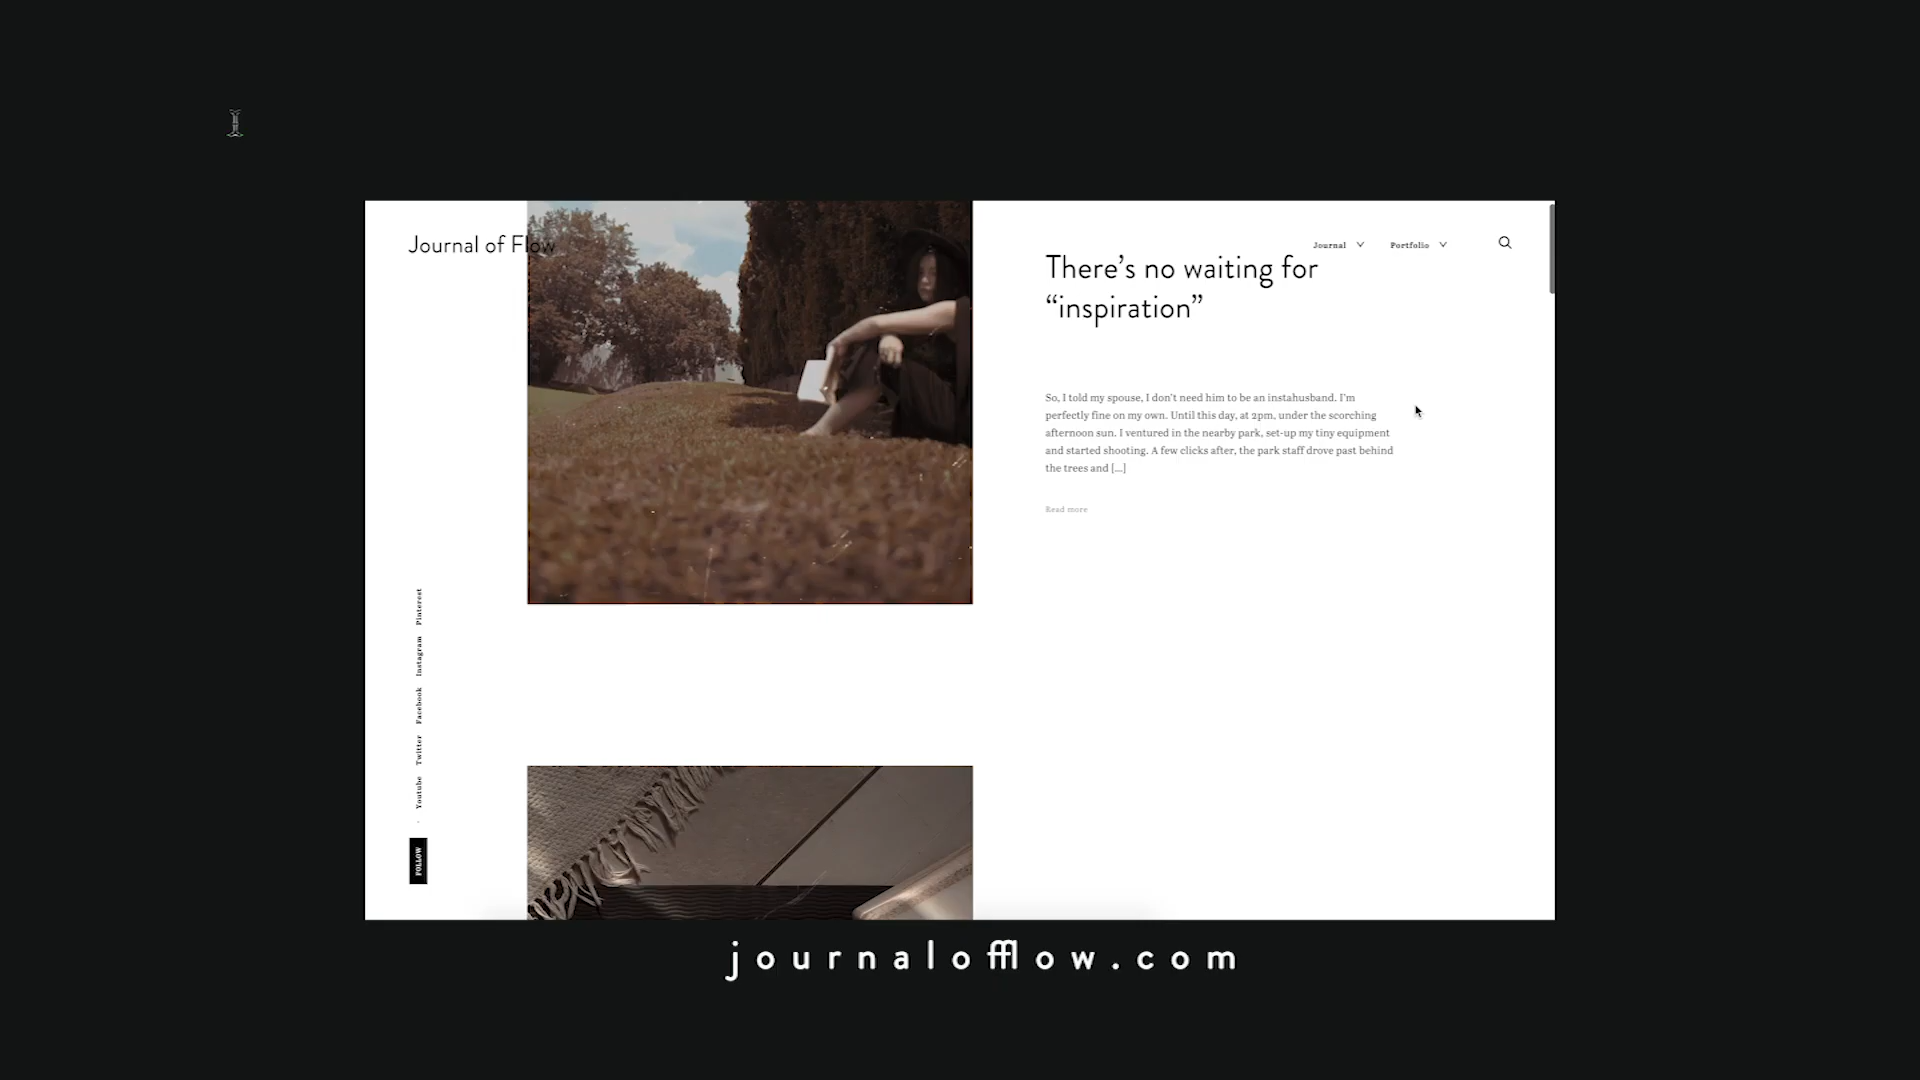 Journal of Flow
Journal
Portfolio
There’s no waiting for
“inspiration”
So, I told my spouse, I don’t need him to be an instahusband. I’m
perfectly fine on my own. Until this day, at 2pm, under the scorching
afternoon sun. I ventured in the nearby park, set-up my tiny equipment
and started shooting. A few clicks after, the park staff drove past behind
the trees and [...]
Read more
FOLLOW
Youtube
Twitter
Facebook
Instagram
Pinterest
journalofflow.com